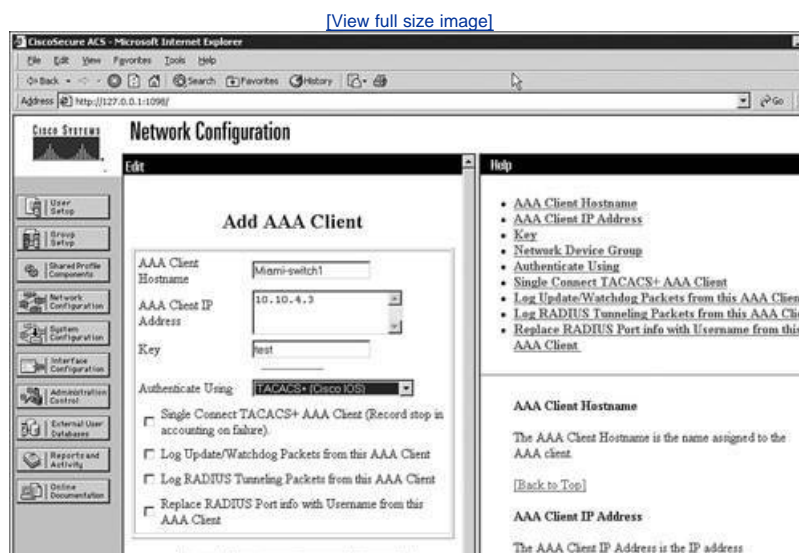 [View full size image]
CiscoSecure ACS - Microsoft Internet Explorer
File Edit View Favorites Tools Help
Back Search Favorites History
Address http://127.0.0.1:1098/ Go
CISCO SYSTEMS
Network Configuration
Edit
Help
User Setup
Group Setup
Shared Profile Components
Network Configuration
System Configuration
Interface Configuration
Administration Control
External User Databases
Reports and Activity
Online Documentation
Add AAA Client
AAA Client Hostname
Miami-switch1
AAA Client IP Address
10.10.4.3
Key
test
Authenticate Using
TACACS+ (Cisco IOS)
Single Connect TACACS+ AAA Client (Record stop in
accounting on failure).
Log Update/Watchdog Packets from this AAA Client
Log RADIUS Tunneling Packets from this AAA Client
Replace RADIUS Port info with Username from this
AAA Client
AAA Client Hostname
AAA Client IP Address
Key
Network Device Group
Authenticate Using
Single Connect TACACS+ AAA Client
Log Update/Watchdog Packets from this AAA Clien
Log RADIUS Tunneling Packets from this AAA Clie
Replace RADIUS Port info with Username from this
AAA Client
AAA Client Hostname
The AAA Client Hostname is the name assigned to the
AAA client.
[Back to Top]
AAA Client IP Address
The AAA Client IP Address is the IP address